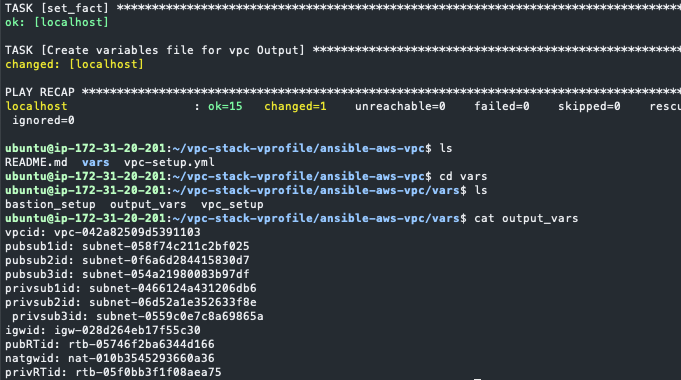 TASK [set_fact] *********************************************************************************
ok: [localhost]
TASK [Create variables file for vpc Output] *****************************************************
changed: [localhost]
PLAY RECAP **************************************************************************************
localhost                  : ok=15   changed=1    unreachable=0    failed=0    skipped=0    rescu
 ignored=0
ubuntu@ip-172-31-20-201:~/vpc-stack-vprofile/ansible-aws-vpc$ ls
README.md  vars  vpc-setup.yml
ubuntu@ip-172-31-20-201:~/vpc-stack-vprofile/ansible-aws-vpc$ cd vars
ubuntu@ip-172-31-20-201:~/vpc-stack-vprofile/ansible-aws-vpc/vars$ ls
bastion_setup  output_vars  vpc_setup
ubuntu@ip-172-31-20-201:~/vpc-stack-vprofile/ansible-aws-vpc/vars$ cat output_vars
vpcid: vpc-042a82509d5391103
pubsub1id: subnet-058f74c211c2bf025
pubsub2id: subnet-0f6a6d284415830d7
pubsub3id: subnet-054a21980083b97df
privsub1id: subnet-0466124a431206db6
privsub2id: subnet-06d52a1e352633f8e
 privsub3id: subnet-0559c0e7c8a69865a
igwid: igw-028d264eb17f55c30
pubRTid: rtb-05746f2ba6344d166
natgwid: nat-010b3545293660a36
privRTid: rtb-05f0bb3f1f08aea75